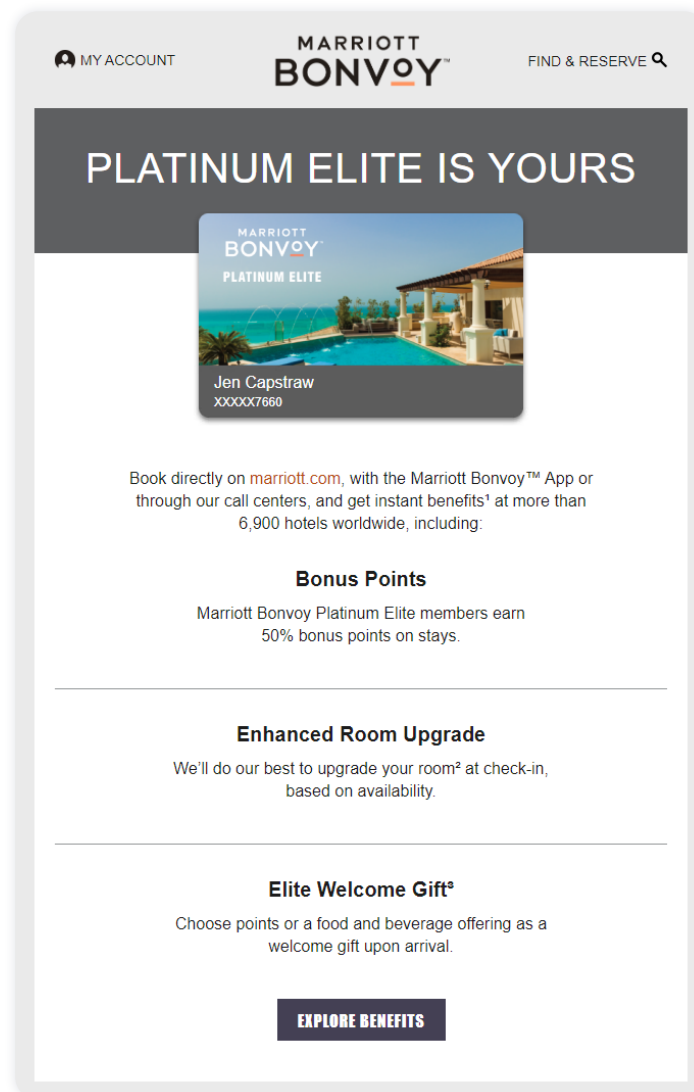 MY ACCOUNT
MARRIOTT
BONVOY™
FIND & RESERVE
PLATINUM ELITE IS YOURS
MARRIOTT
BONVOY
PLATINUM ELITE
Jen Capstraw
XXXXX7660
Book directly on marriott.com, with the Marriott Bonvoy™ App or
through our call centers, and get instant benefits¹ at more than
6,900 hotels worldwide, including:
Bonus Points
Marriott Bonvoy Platinum Elite members earn
50% bonus points on stays.
Enhanced Room Upgrade
We'll do our best to upgrade your room² at check-in,
based on availability.
Elite Welcome Gift³
Choose points or a food and beverage offering as a
welcome gift upon arrival.
EXPLORE BENEFITS